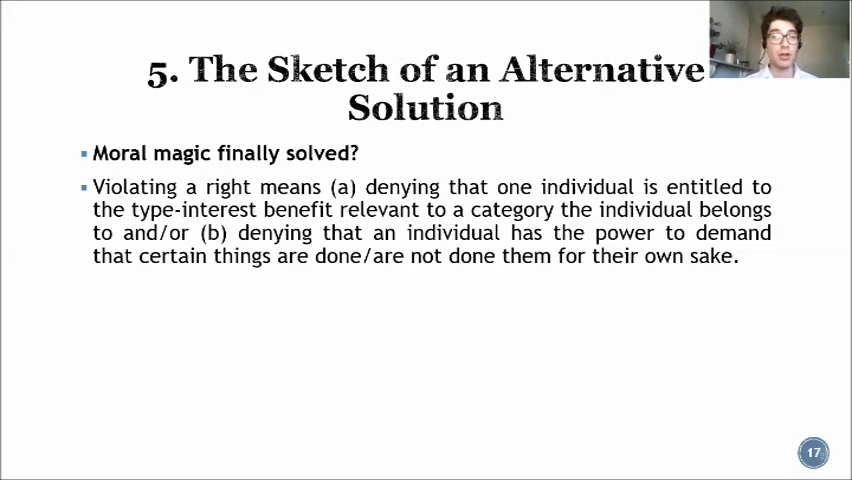 5. The Sketch of an Alternative
Solution
Moral magic finally solved?
Violating a right means (a) denying that one individual is entitled to
the type-interest benefit relevant to a category the individual belongs
to and/or (b) denying that an individual has the power to demand
that certain things are done/are not done them for their own sake.
17